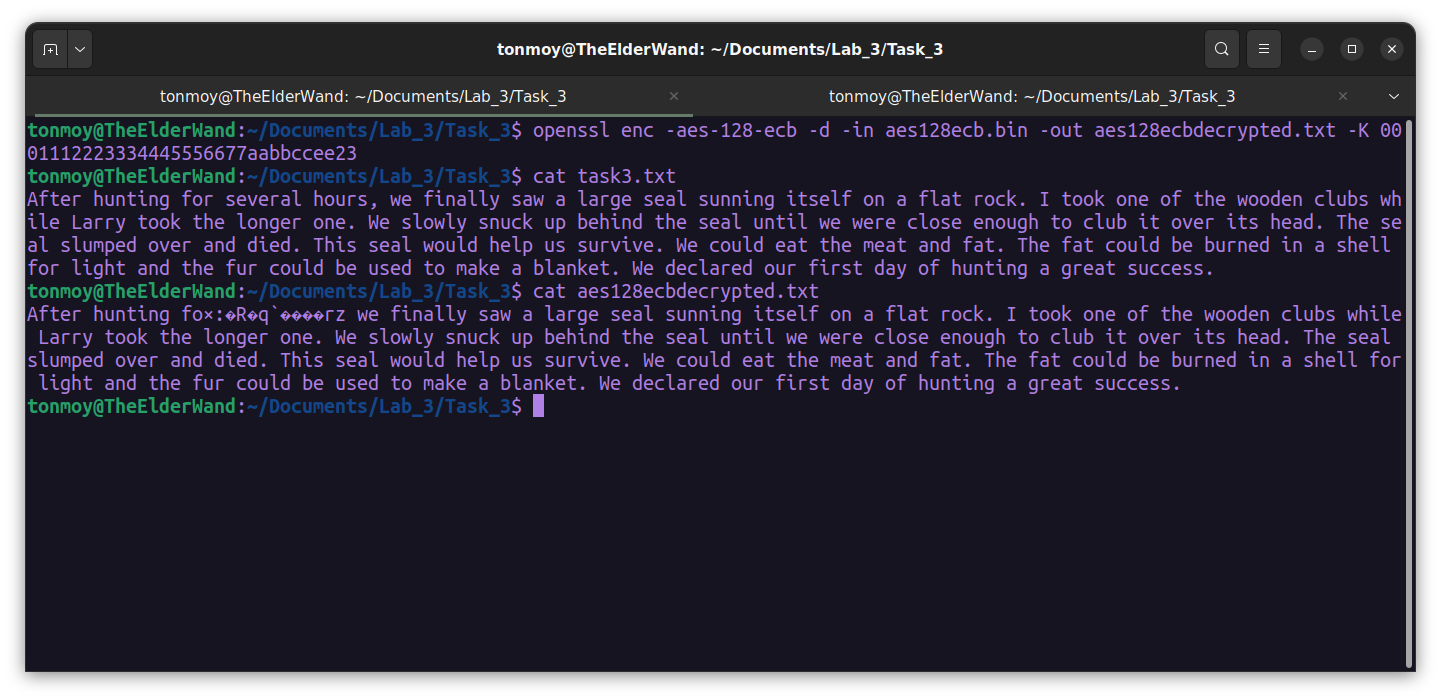 tonmoy@TheElderWand: ~/Documents/Lab_3/Task_3
tonmoy@TheElderWand: ~/Documents/Lab_3/Task_3
tonmoy@TheElderWand: ~/Documents/Lab_3/Task_3
tonmoy@TheElderWand:~/Documents/Lab_3/Task_3$ openssl enc -aes-128-ecb -d -in aes128ecb.bin -out aes128ecbdecrypted.txt -K 00
0111122233344455566​77aabbccee23
tonmoy@TheElderWand:~/Documents/Lab_3/Task_3$ cat task3.txt
After hunting for several hours, we finally saw a large seal sunning itself on a flat rock. I took one of the wooden clubs wh
ile Larry took the longer one. We slowly snuck up behind the seal until we were close enough to club it over its head. The se
al slumped over and died. This seal would help us survive. We could eat the meat and fat. The fat could be burned in a shell
for light and the fur could be used to make a blanket. We declared our first day of hunting a great success.
tonmoy@TheElderWand:~/Documents/Lab_3/Task_3$ cat aes128ecbdecrypted.txt
After hunting fo×:�R�q`����rz we finally saw a large seal sunning itself on a flat rock. I took one of the wooden clubs while
Larry took the longer one. We slowly snuck up behind the seal until we were close enough to club it over its head. The seal
slumped over and died. This seal would help us survive. We could eat the meat and fat. The fat could be burned in a shell for
light and the fur could be used to make a blanket. We declared our first day of hunting a great success.
tonmoy@TheElderWand:~/Documents/Lab_3/Task_3$